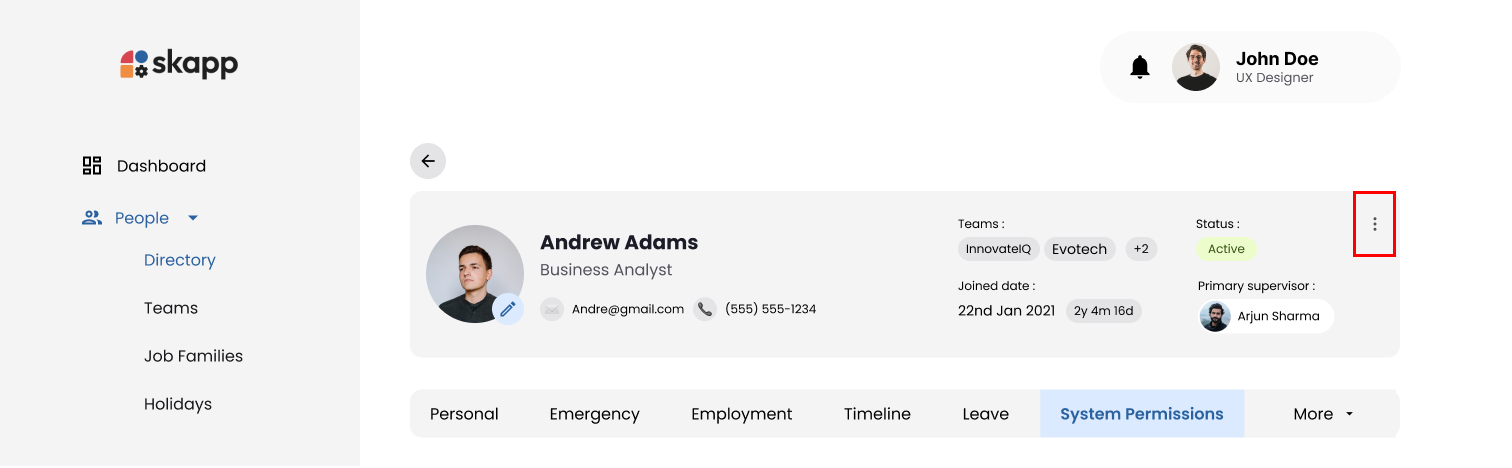 skapp
John Doe
UX Designer
Dashboard
People
Directory
Teams
Job Families
Holidays
Andrew Adams
Business Analyst
Andre@gmail.com (555) 555-1234
Teams :
InnovateIQ Evotech +2
Joined date :
22nd Jan 2021 2y 4m 16d
Status :
Active
Primary supervisor :
Arjun Sharma
Personal Emergency Employment Timeline Leave System Permissions More